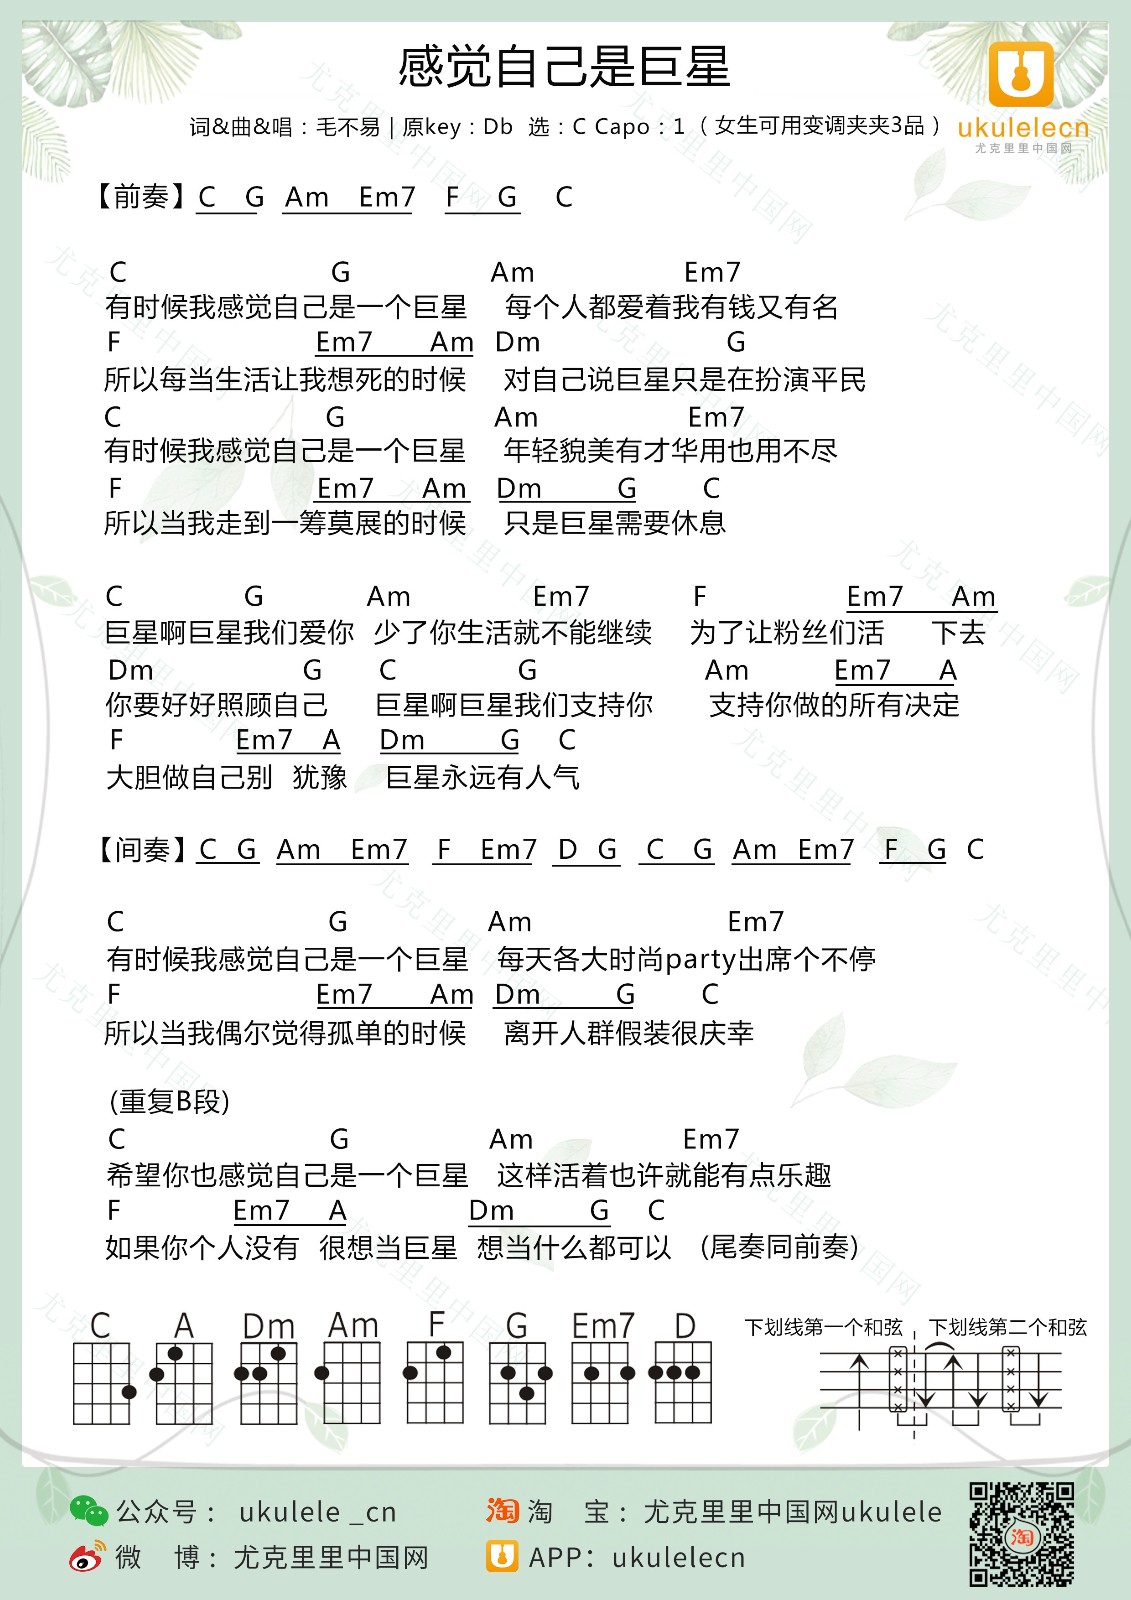 感觉自己是巨星
词&曲&唱：毛不易 | 原key：Db 选：C Capo：1（女生可用变调夹夹3品）
ukulelecn
尤克里里中国网
【前奏】C G Am Em7 F G C
C G Am Em7
有时候我感觉自己是一个巨星 每个人都爱着我有钱又有名
F Em7 Am Dm G
所以每当生活让我想死的时候 对自己说巨星只是在扮演平民
C G Am Em7
有时候我感觉自己是一个巨星 年轻貌美有才华用也用不尽
F Em7 Am Dm G C
所以当我走到一筹莫展的时候 只是巨星需要休息
C G Am Em7 F Em7 Am
巨星啊巨星我们爱你 少了你生活就不能继续 为了让粉丝们活 下去
Dm G C G Am Em7 A
你要好好照顾自己 巨星啊巨星我们支持你 支持你做的所有决定
F Em7 A Dm G C
大胆做自己别 犹豫 巨星永远有人气
【间奏】C G Am Em7 F Em7 D G C G Am Em7 F G C
C G Am Em7
有时候我感觉自己是一个巨星 每天各大时尚party出席个不停
F Em7 Am Dm G C
所以当我偶尔觉得孤单的时候 离开人群假装很庆幸
(重复B段)
C G Am Em7
希望你也感觉自己是一个巨星 这样活着也许就能有点乐趣
F Em7 A Dm G C
如果你个人没有 很想当巨星 想当什么都可以 (尾奏同前奏)
C A Dm Am F G Em7 D
下划线第一个和弦 下划线第二个和弦
公众号： ukulele _cn
淘 淘 宝：尤克里里中国网ukulele
微 博：尤克里里中国网
APP：ukulelecn
淘